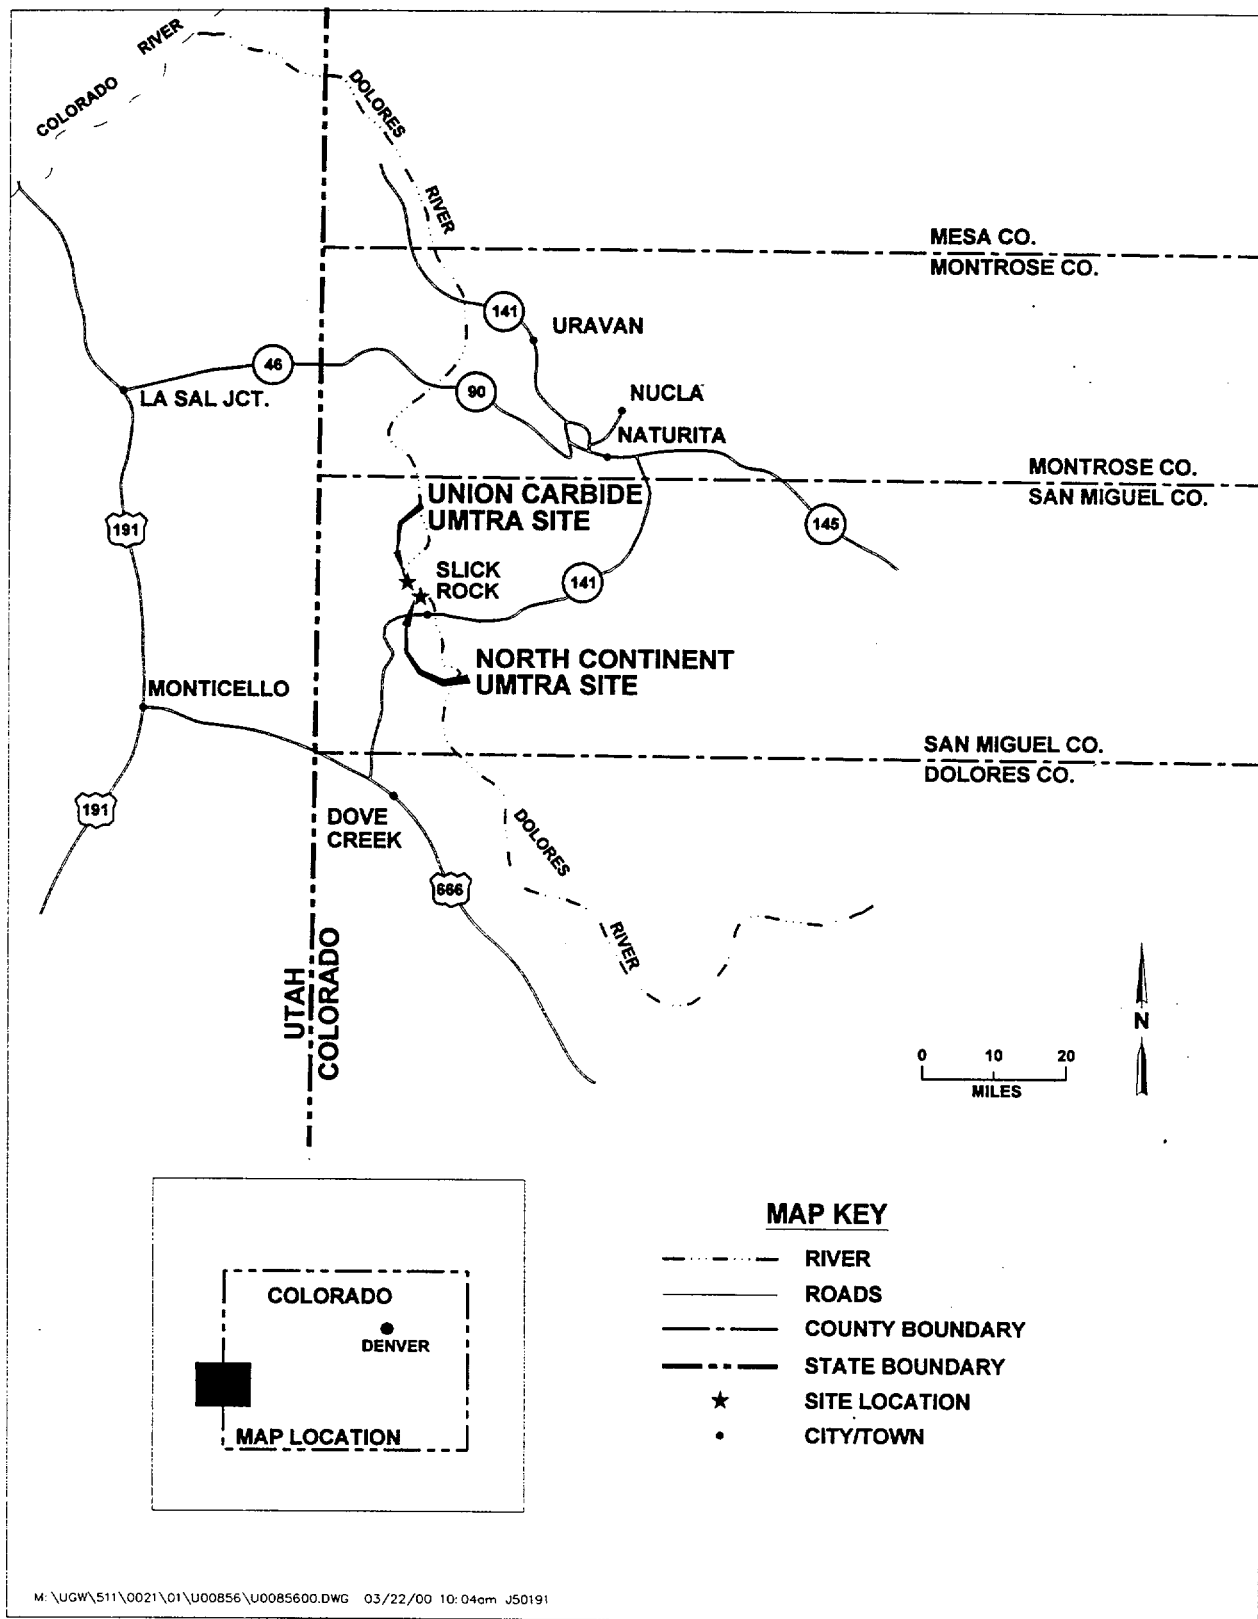 COLORADO RIVER
DOLORES RIVER
MESA CO.
MONTROSE CO.
141
URAVAN
46
90
LA SAL JCT.
NUCLA
NATURITA
MONTROSE CO.
SAN MIGUEL CO.
UNION CARBIDE
UMTRA SITE
191
145
SLICK
ROCK
141
NORTH CONTINENT
UMTRA SITE
MONTICELLO
SAN MIGUEL CO.
DOLORES CO.
191
DOVE
CREEK
DOLORES RIVER
666
UTAH
COLORADO
N
0 10 20
MILES
MAP KEY
RIVER
ROADS
COUNTY BOUNDARY
STATE BOUNDARY
SITE LOCATION
CITY/TOWN
COLORADO
DENVER
MAP LOCATION
M:\UGW\511\0021\01\U00856\U0085600.DWG 03/22/00 10:04am J50191